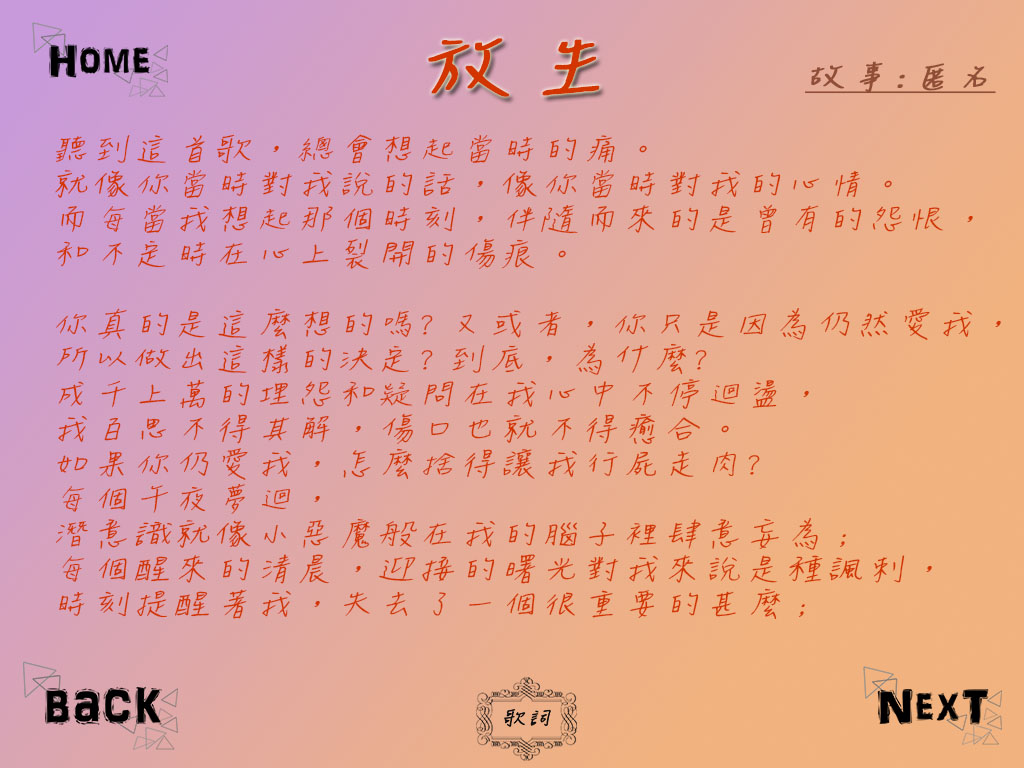 HOME
放生
故事:匿名
聽到這首歌,總會想起當時的痛。
就像你當時對我說的話,像你當時對我的心情。
而每當我想起那個時刻,伴隨而來的是曾有的怨恨,
和不定時在心上裂開的傷痕。
你真的是這麼想的嗎?又或者,你只是因為仍然愛我,
所以做出這樣的決定?到底,為什麼?
成千上萬的埋怨和疑問在我心中不停迴盪,
我百思不得其解,傷口也就不得癒合。
如果你仍愛我,怎麼捨得讓我行屍走肉?
每個午夜夢迴,
潛意識就像小惡魔般在我的腦子裡肆意妄為;
每個醒來的清晨,迎接的曙光對我來說是種諷刺,
時刻提醒著我,失去了一個很重要的甚麼;
BACK
歌詞
NEXT